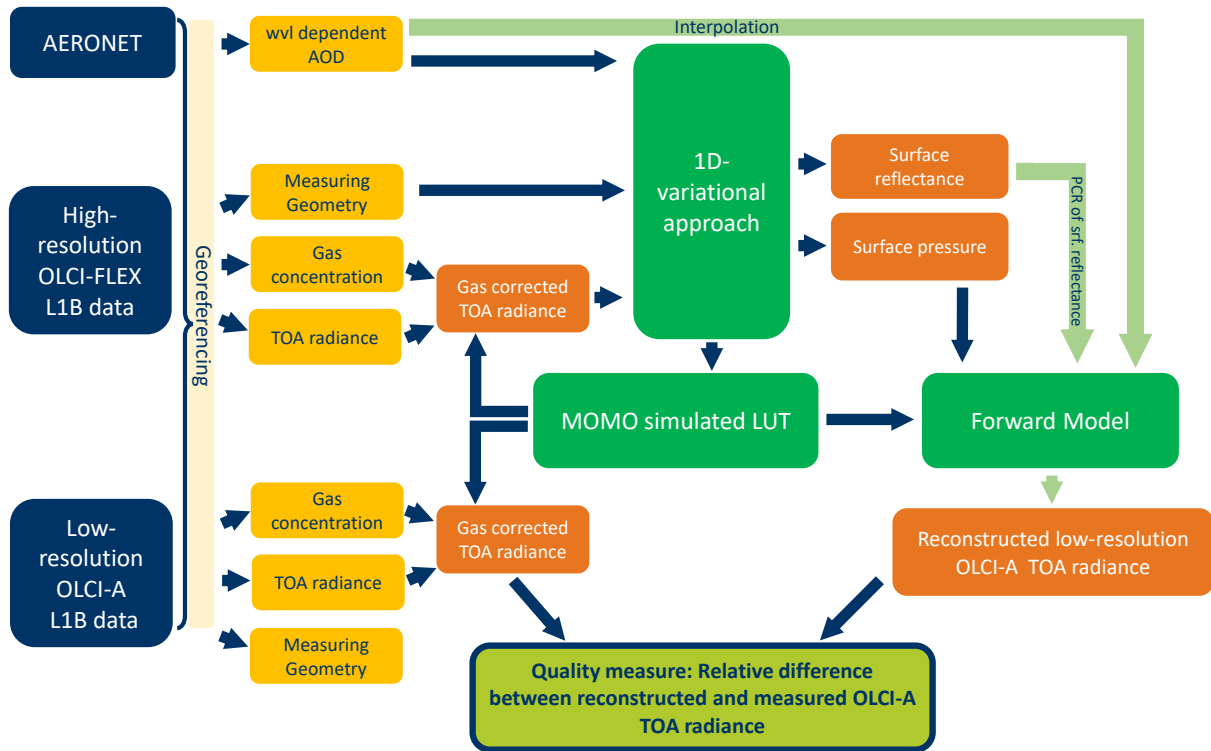 AERONET
High-
resolution
OLCI-FLEX
L1B data
Low-
resolution
OLCI-A
L1B data
Georeferencing
wvl dependent
AOD
Measuring
Geometry
Gas
concentration
TOA radiance
Gas
concentration
TOA radiance
Measuring
Geometry
Gas corrected
TOA radiance
Gas corrected
TOA radiance
Interpolation
1D-
variational
approach
MOMO simulated LUT
Surface
reflectance
Surface pressure
PCR of srf. reflectance
Forward Model
Reconstructed low-resolution
OLCI-A TOA radiance
Quality measure: Relative difference
between reconstructed and measured OLCI-A
TOA radiance